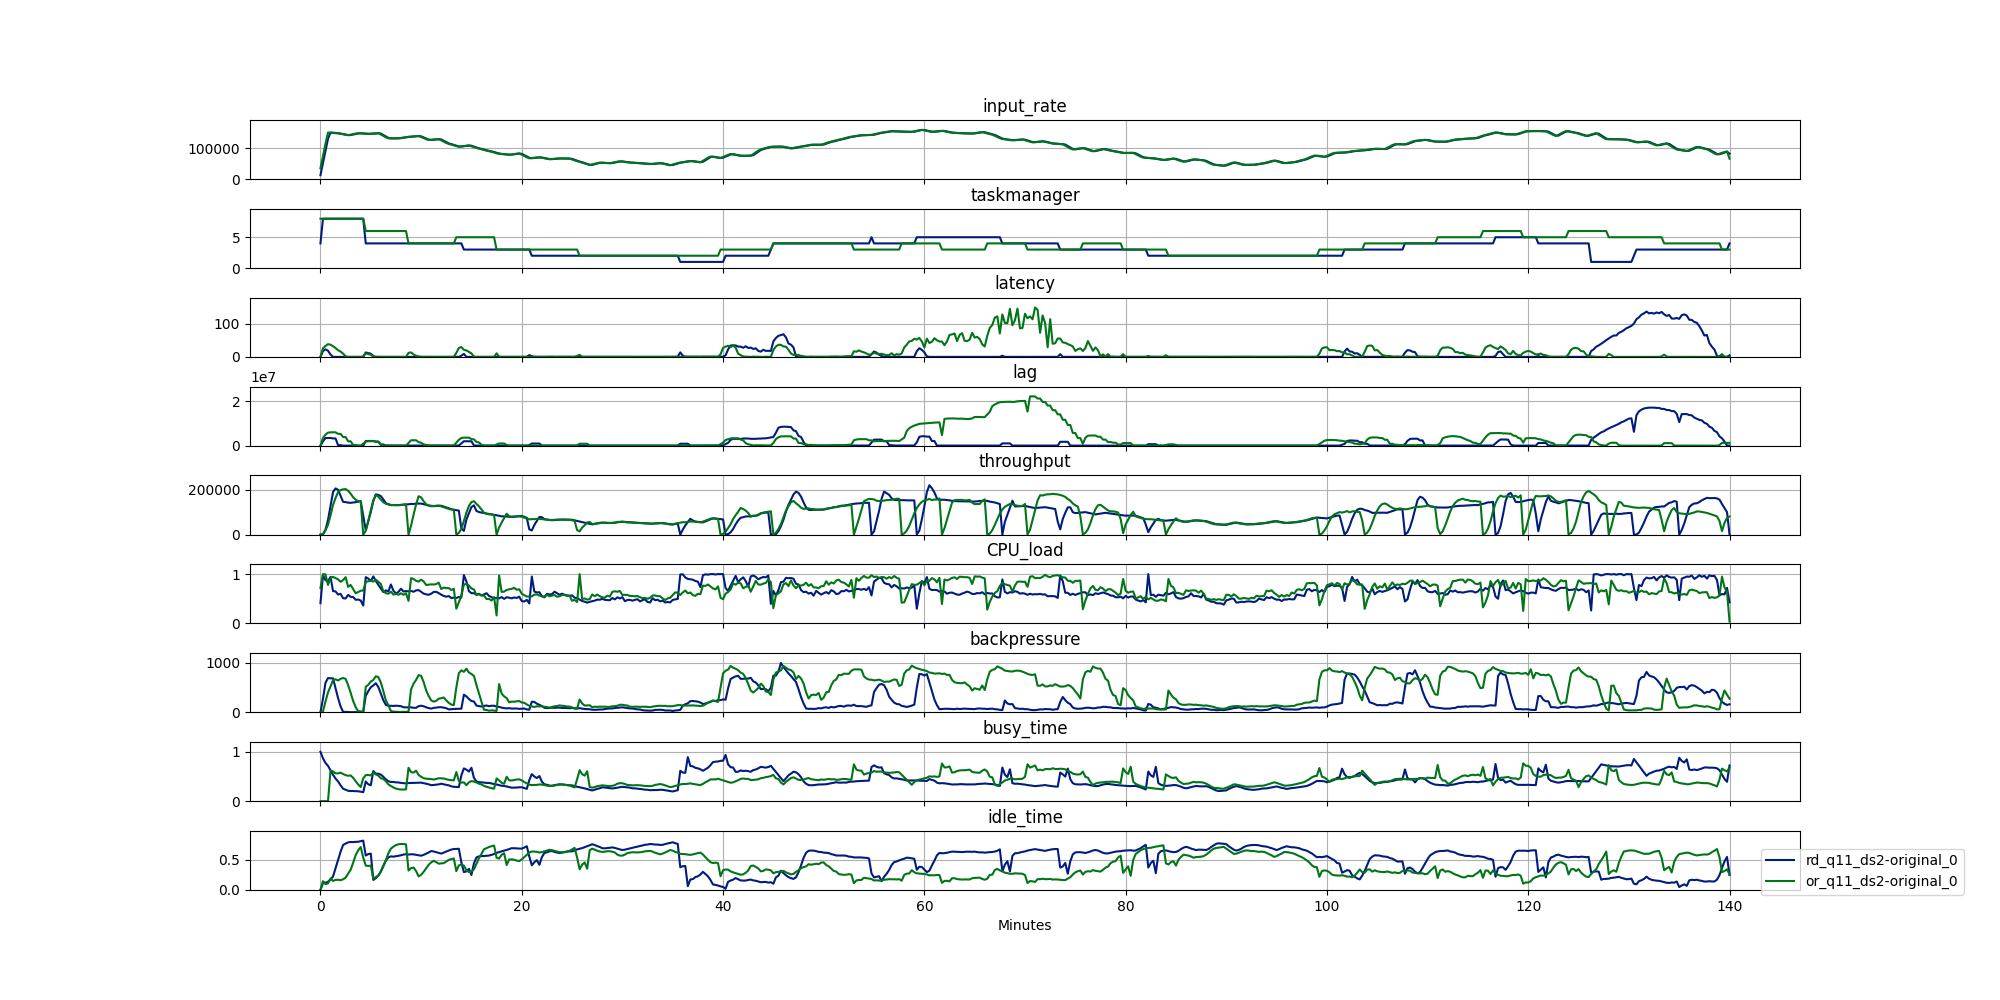 input_rate
100000
0
taskmanager
5
0
latency
100
0
1e7
lag
2
0
throughput
200000
0
CPU_load
1
0
backpressure
1000
0
busy_time
1
0
idle_time
0.5
0.0
rd_q11_ds2-original_0
or_q11_ds2-original_0
0 20 40 60 80 100 120 140
Minutes